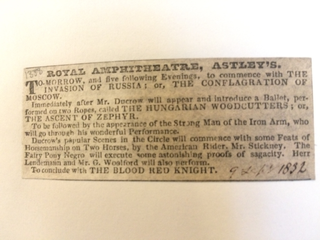 ROYAL AMPHITHEATRE, ASTLEY'S.
TO-MORROW, and five following Evenings, to commence with THE
INVASION OF RUSSIA; or, THE CONFLAGRATION OF
MOSCOW.
Immediately after Mr. Ducrow will appear and introduce a Ballet, per-
formed on two Ropes, called THE HUNGARIAN WOODCUTTERS; or,
THE ASCENT OF ZEPHYR.
To be followed by the appearance of the Strong Man of the Iron Arm, who
will go through his wonderful Performance.
Ducrow's popular Scenes in the Circle will commence with some Feats of
Horsemanship on Two Horses, by the American Rider, Mr. Stickney. The
Fairy Pony Negro will execute some astonishing proofs of sagacity. Herr
Lendemann and Mr. G. Woolford will also perform.
To conclude with THE BLOOD RED KNIGHT.
1832